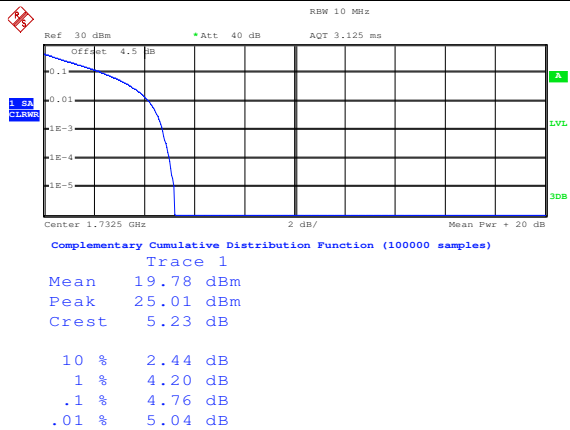 R S
RBW 10 MHz
Ref 30 dBm *Att 40 dB AQT 3.125 ms
Offset 4.5 dB
0.1
A
0.01
1 SA
CLRWR
1E-3
LVL
1E-4
1E-5
3DB
Center 1.7325 GHz 2 dB/ Mean Pwr + 20 dB
Complementary Cumulative Distribution Function (100000 samples)
Trace 1
Mean 19.78 dBm
Peak 25.01 dBm
Crest 5.23 dB
10 % 2.44 dB
1 % 4.20 dB
.1 % 4.76 dB
.01 % 5.04 dB